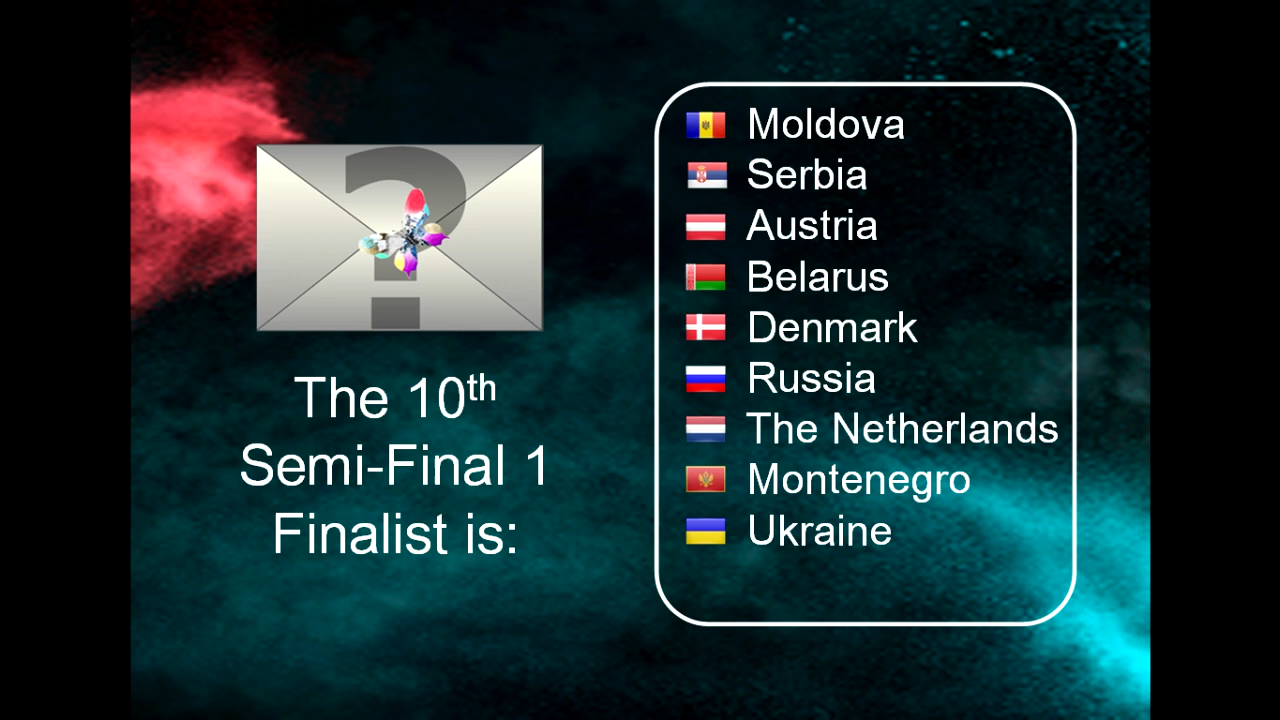 The 10th
Semi-Final 1
Finalist is:
Moldova
Serbia
Austria
Belarus
Denmark
Russia
The Netherlands
Montenegro
Ukraine
?